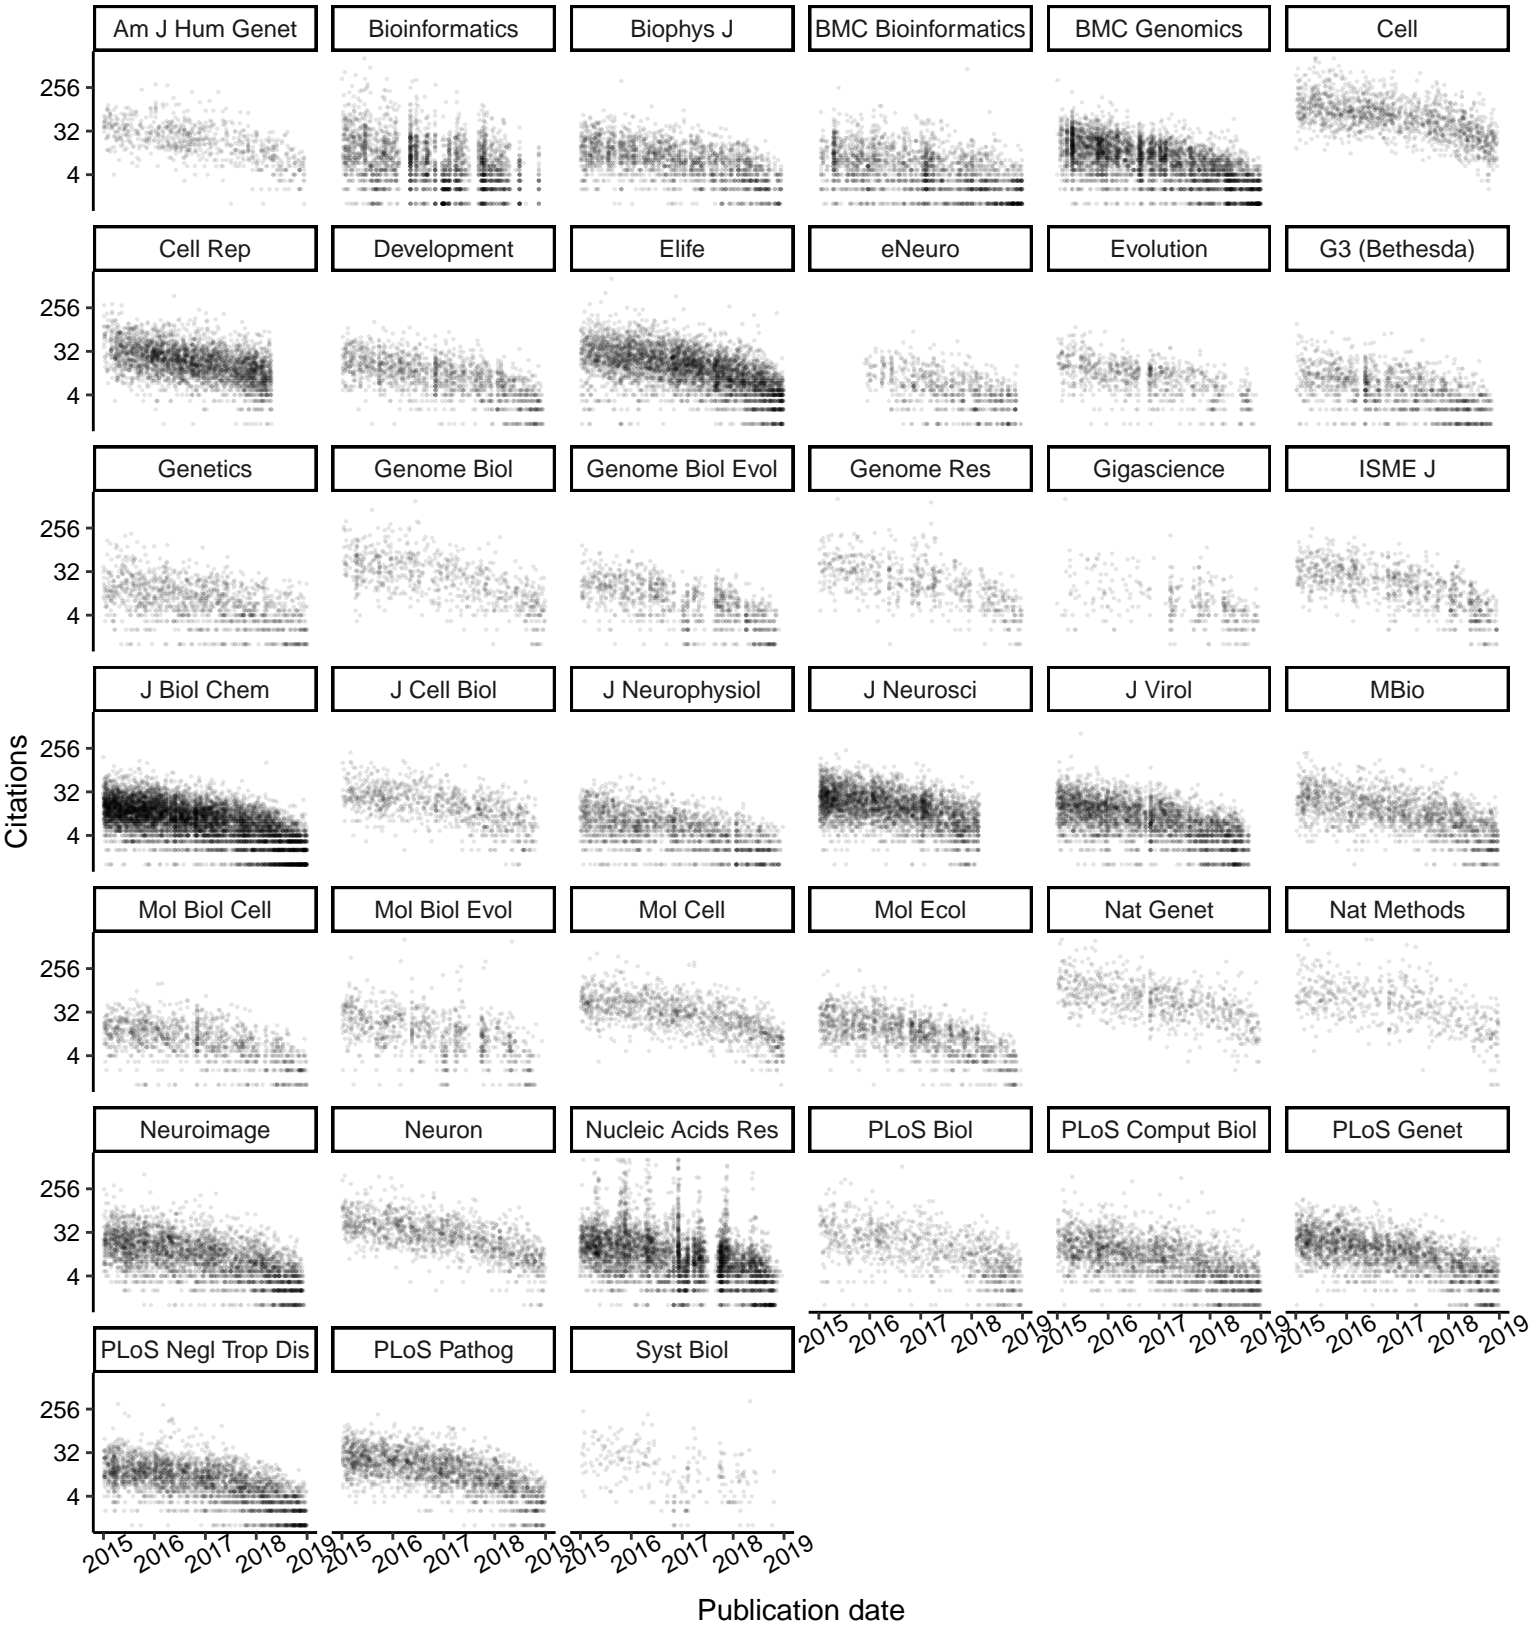 Am J Hum Genet Bioinformatics Biophys J BMC Bioinformatics BMC Genomics Cell
256
32
4
Cell Rep Development Elife eNeuro Evolution G3 (Bethesda)
256
32
4
Genetics Genome Biol Genome Biol Evol Genome Res Gigascience ISME J
256
32
4
J Biol Chem J Cell Biol J Neurophysiol J Neurosci J Virol MBio
256
32
4
Citations
Mol Biol Cell Mol Biol Evol Mol Cell Mol Ecol Nat Genet Nat Methods
256
32
4
Neuroimage Neuron Nucleic Acids Res PLoS Biol PLoS Comput Biol PLoS Genet
256
32
4
2015 2016 2017 2018 2019 2015 2016 2017 2018 2019 2015 2016 2017 2018 2019
PLoS Negl Trop Dis PLoS Pathog Syst Biol
256
32
4
2015 2016 2017 2018 2019 2015 2016 2017 2018 2019 2015 2016 2017 2018 2019
Publication date